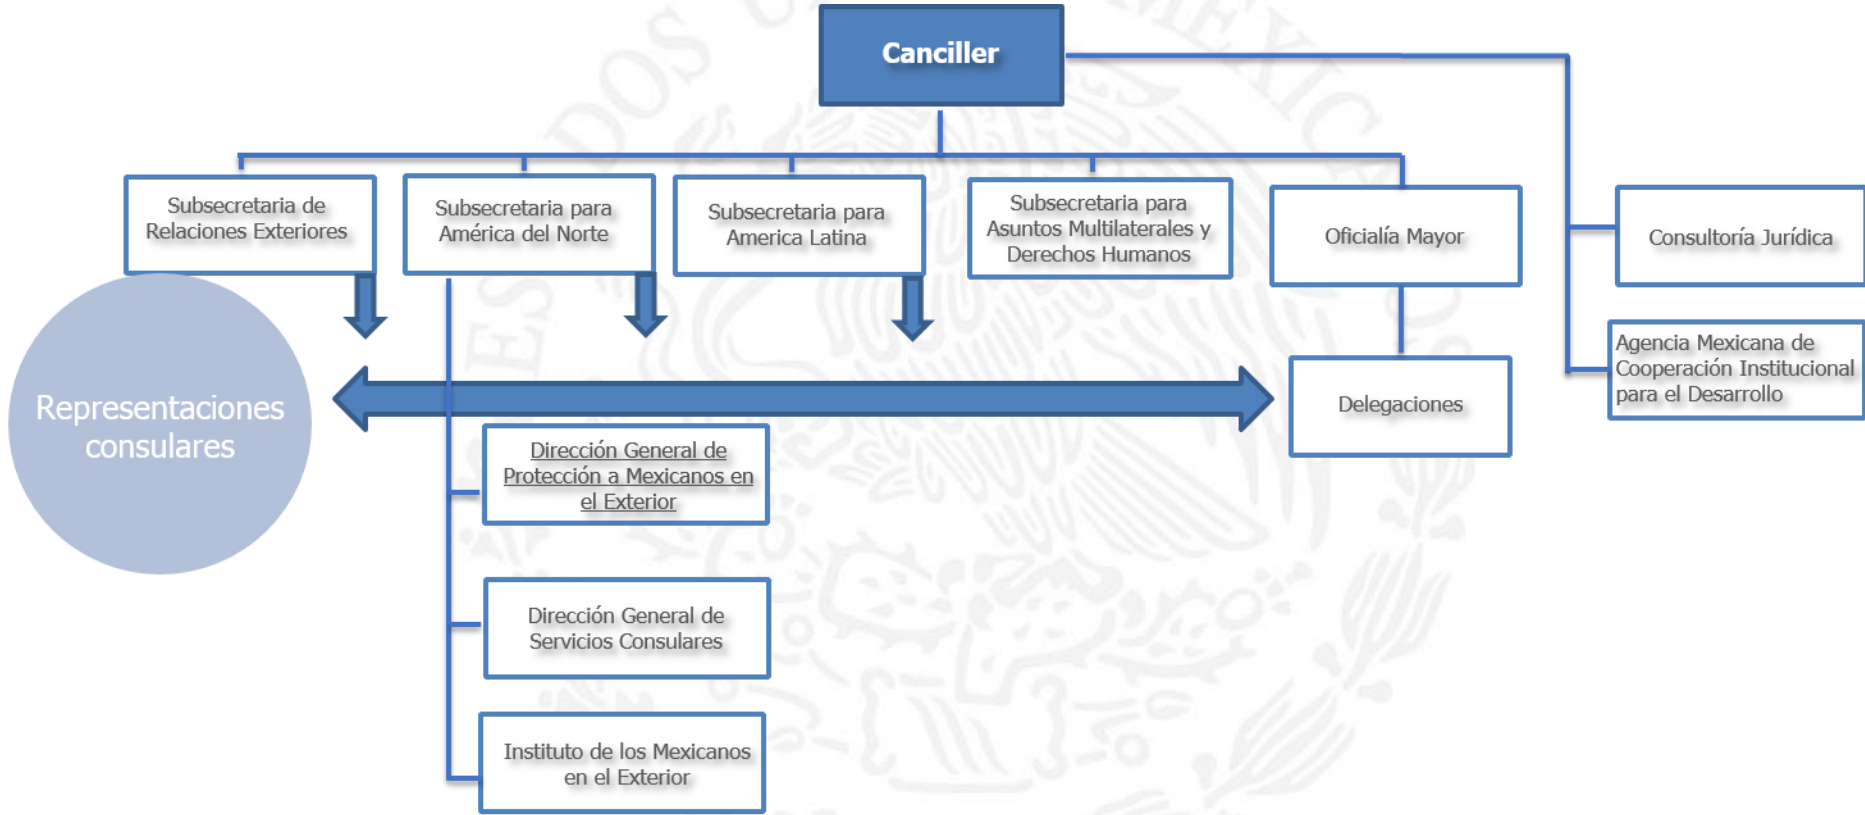 Canciller
Subsecretaria de
Relaciones Exteriores
Subsecretaria para
América del Norte
Subsecretaria para
America Latina
Subsecretaria para
Asuntos Multilaterales y
Derechos Humanos
Oficialía Mayor
Consultoría Jurídica
Agencia Mexicana de
Cooperación Institucional
para el Desarrollo
Representaciones
consulares
Delegaciones
Dirección General de
Protección a Mexicanos en
el Exterior
Dirección General de
Servicios Consulares
Instituto de los Mexicanos
en el Exterior